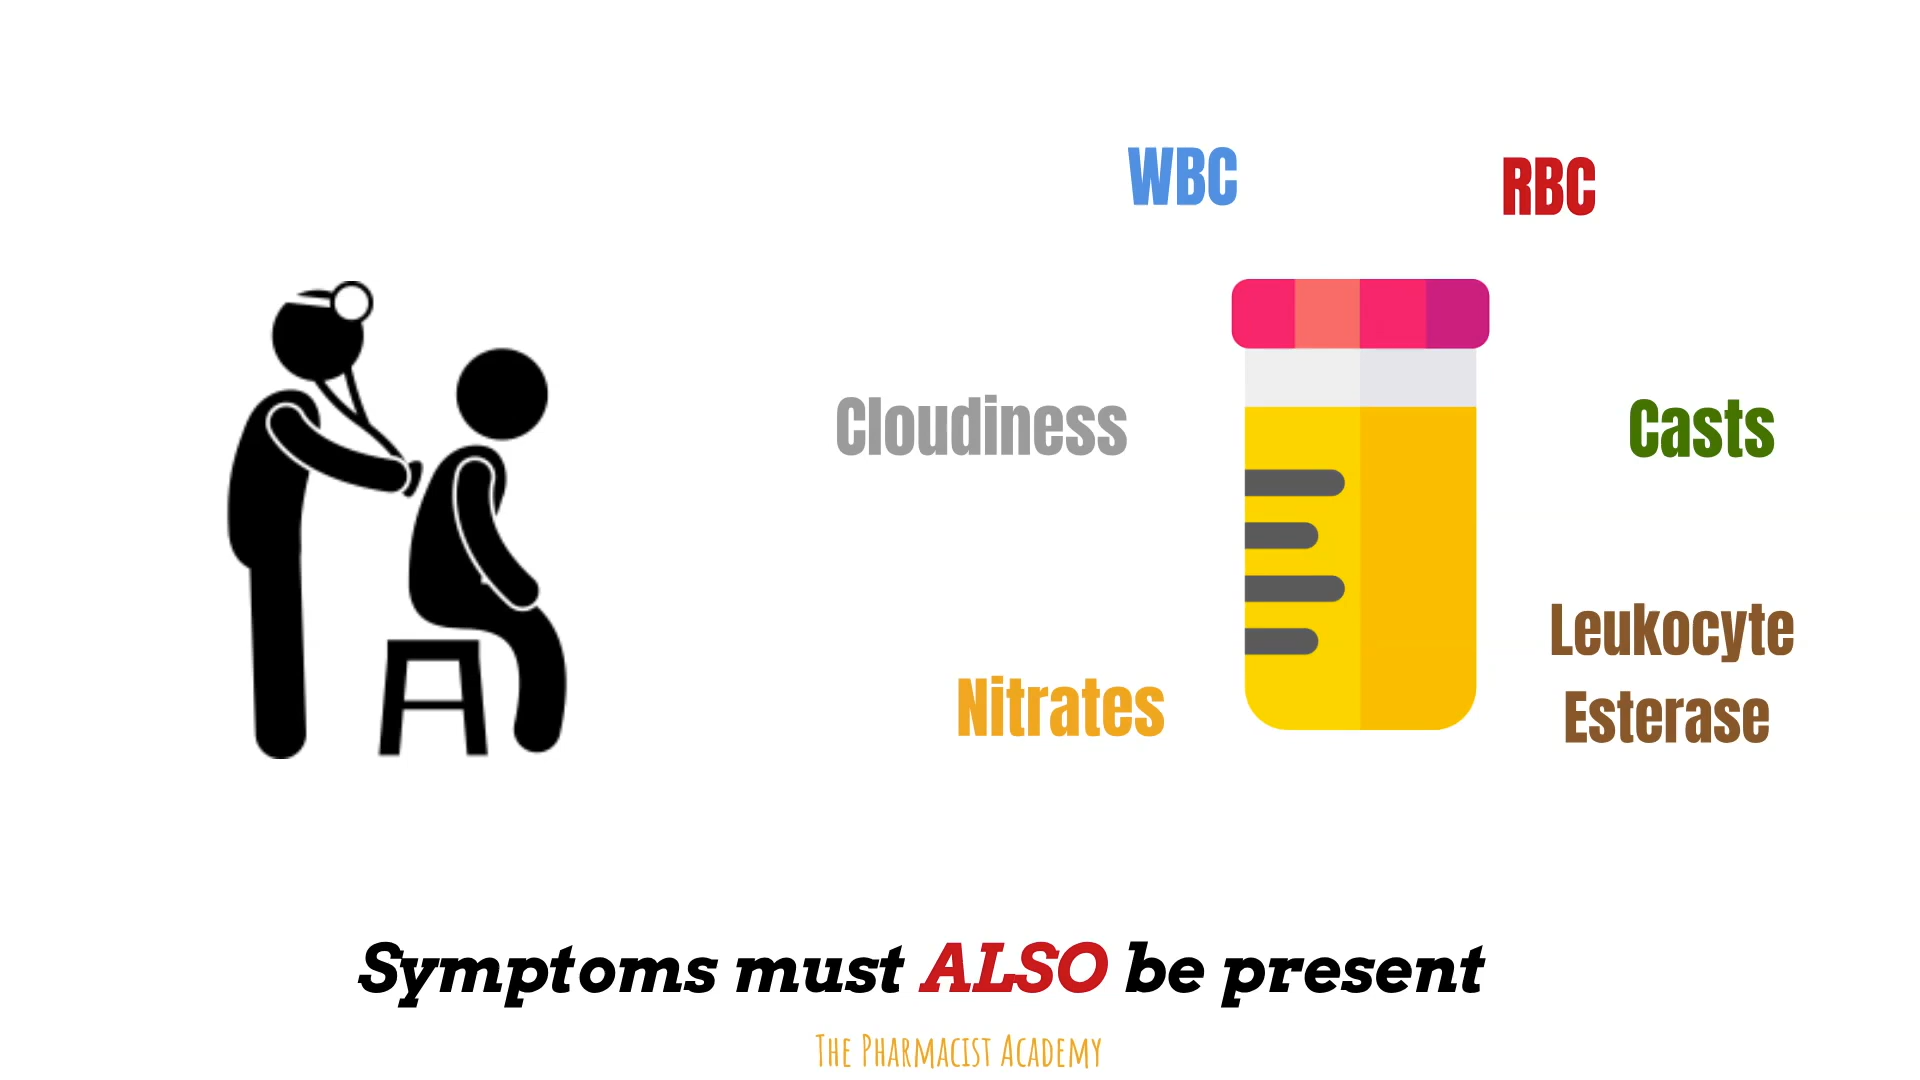 WBC
RBC
Cloudiness
Casts
Nitrates
Leukocyte
Esterase
Symptoms must ALSO be present
The Pharmacist Academy